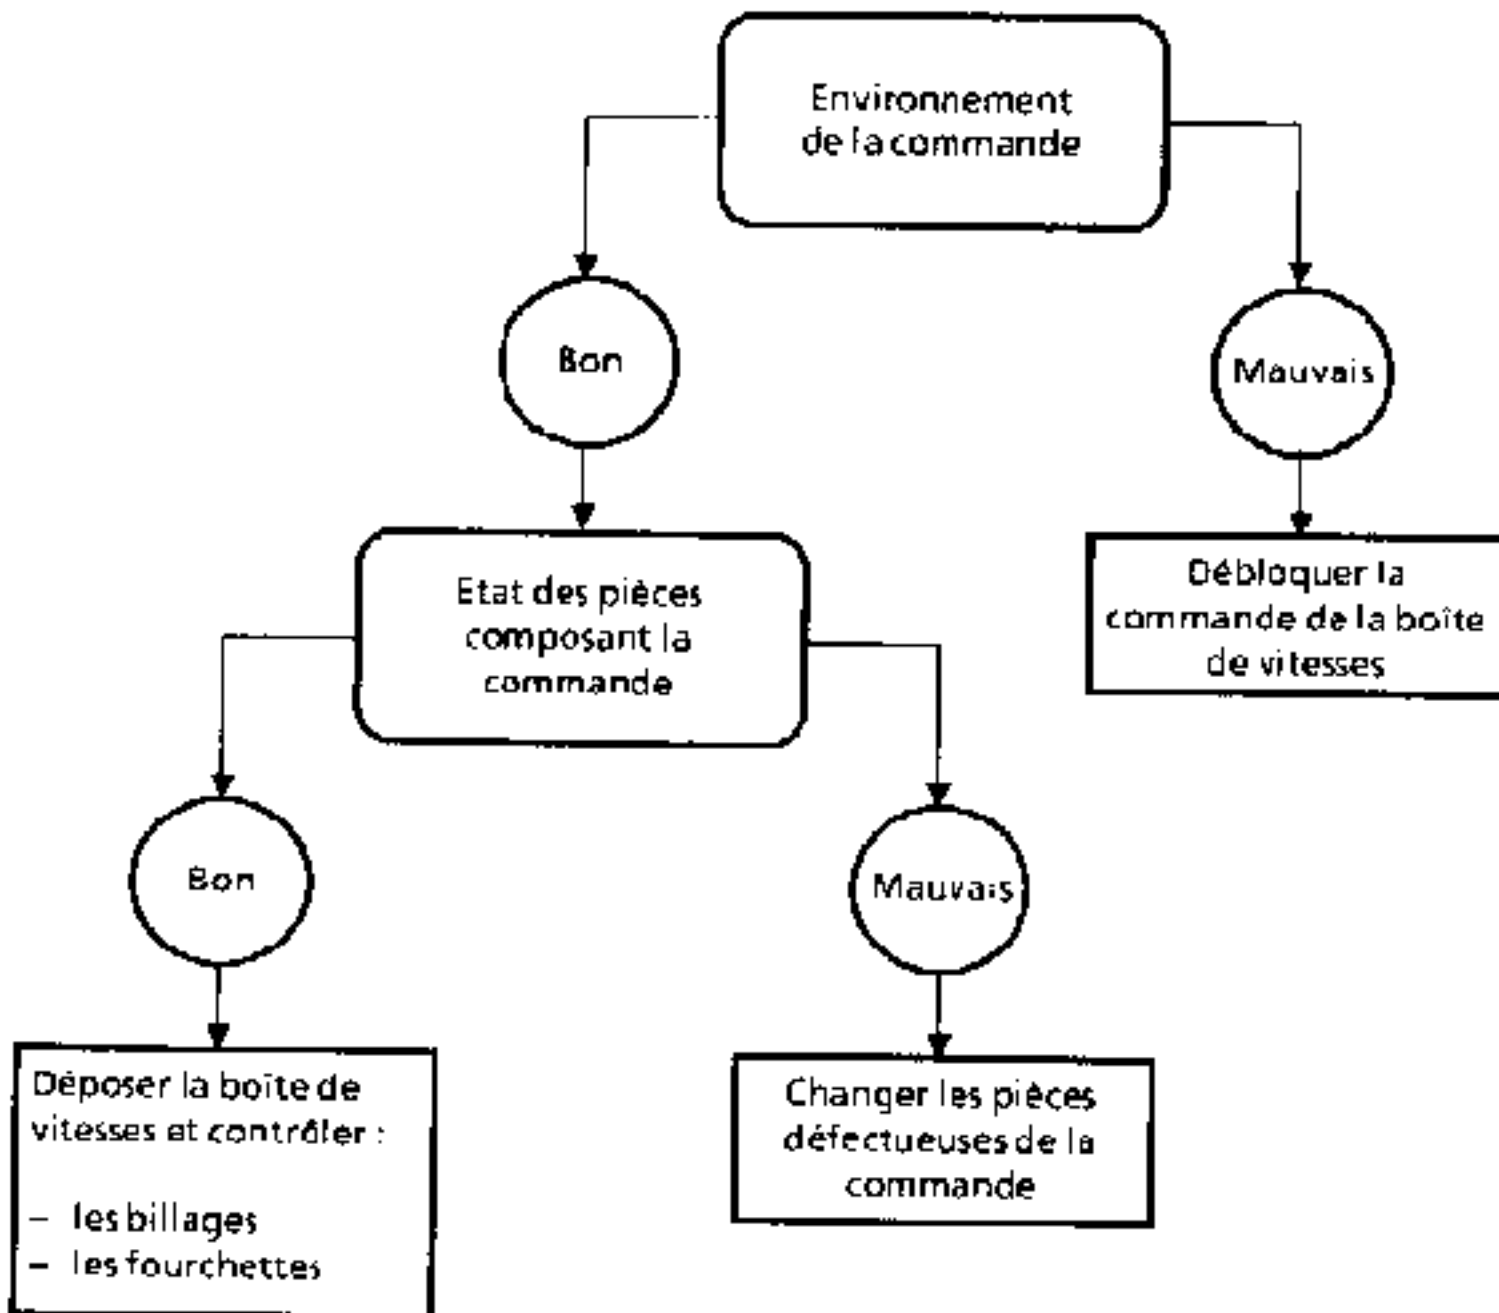 Environnement
de la commande
Bon
Mauvais
Etat des pièces
composant la
commande
Débloquer la
commande de la boîte
de vitesses
Bon
Mauvais
Déposer la boîte de
vitesses et contrôler :
– les billages
– les fourchettes
Changer les pièces
défectueuses de la
commande